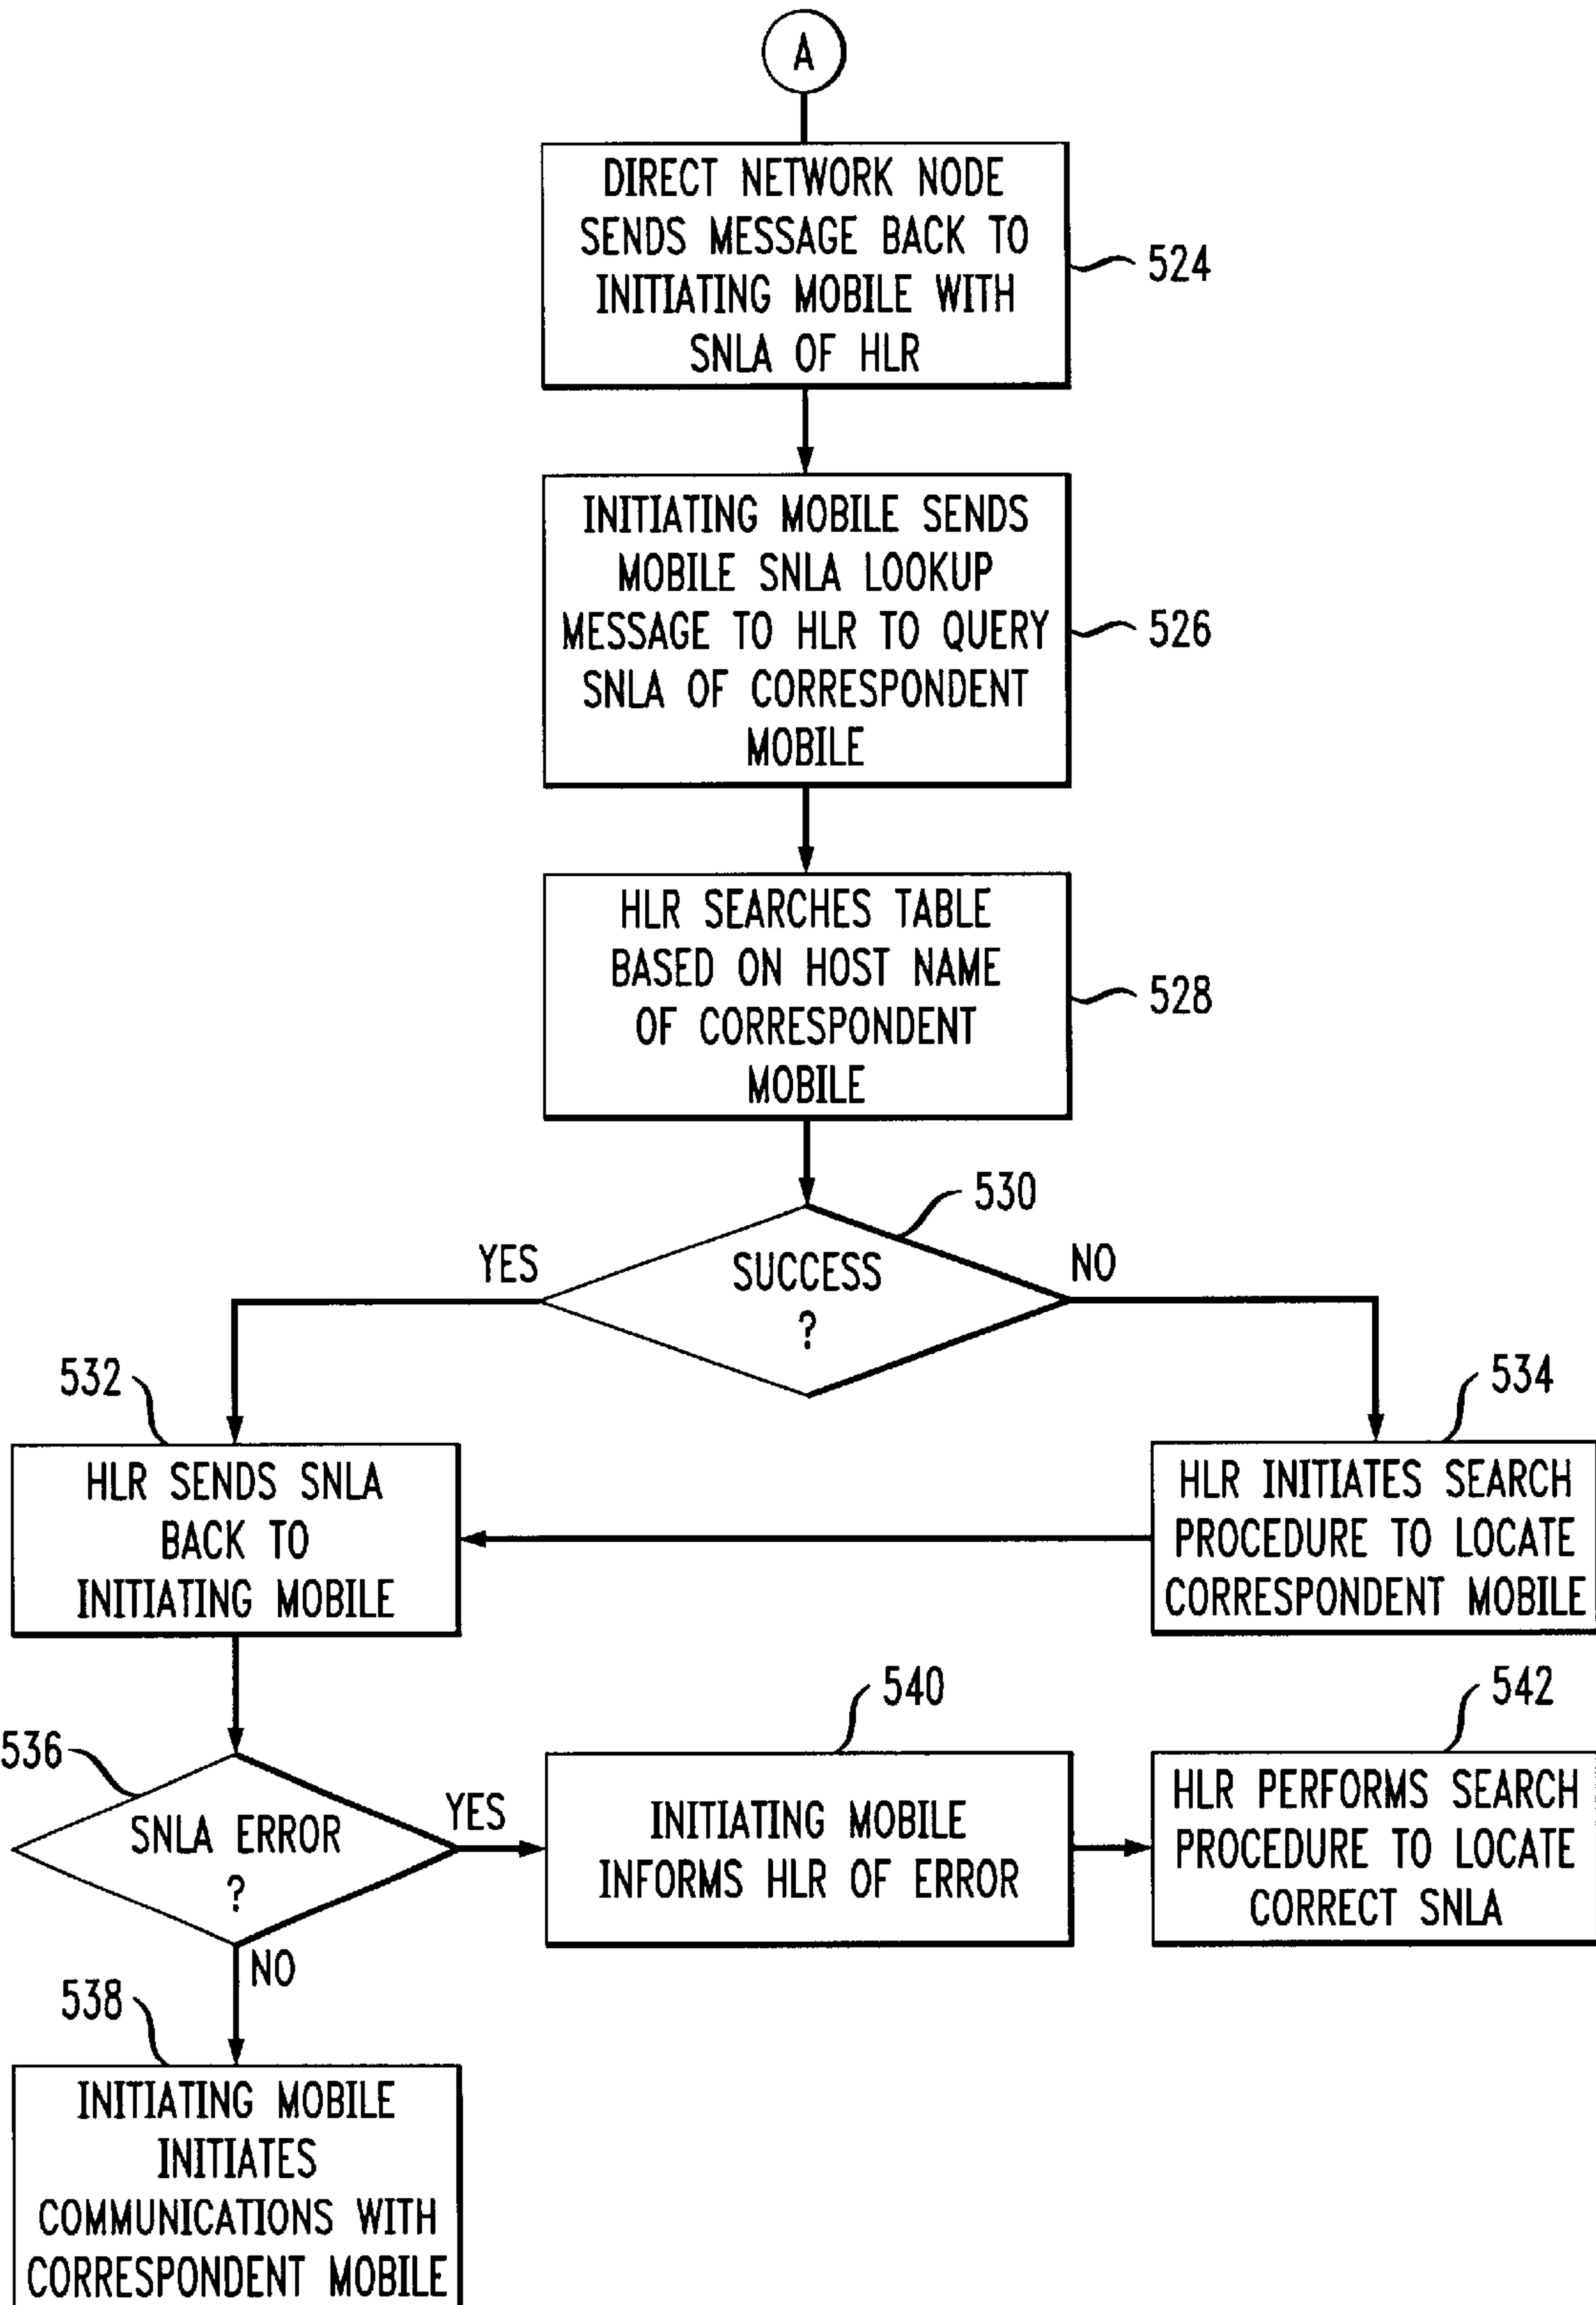 A
DIRECT NETWORK NODE
SENDS MESSAGE BACK TO
INITIATING MOBILE WITH
SNLA OF HLR
524
INITIATING MOBILE SENDS
MOBILE SNLA LOOKUP
MESSAGE TO HLR TO QUERY
SNLA OF CORRESPONDENT
MOBILE
526
HLR SEARCHES TABLE
BASED ON HOST NAME
OF CORRESPONDENT
MOBILE
528
530
SUCCESS
?
YES
NO
532
HLR SENDS SNLA
BACK TO
INITIATING MOBILE
534
HLR INITIATES SEARCH
PROCEDURE TO LOCATE
CORRESPONDENT MOBILE
536
SNLA ERROR
?
YES
NO
540
INITIATING MOBILE
INFORMS HLR OF ERROR
542
HLR PERFORMS SEARCH
PROCEDURE TO LOCATE
CORRECT SNLA
538
INITIATING MOBILE
INITIATES
COMMUNICATIONS WITH
CORRESPONDENT MOBILE